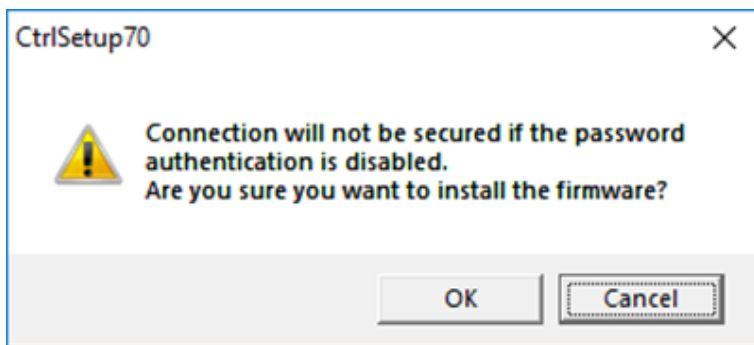 CtrlSetup70
Connection will not be secured if the password
authentication is disabled.
Are you sure you want to install the firmware?
OK
Cancel